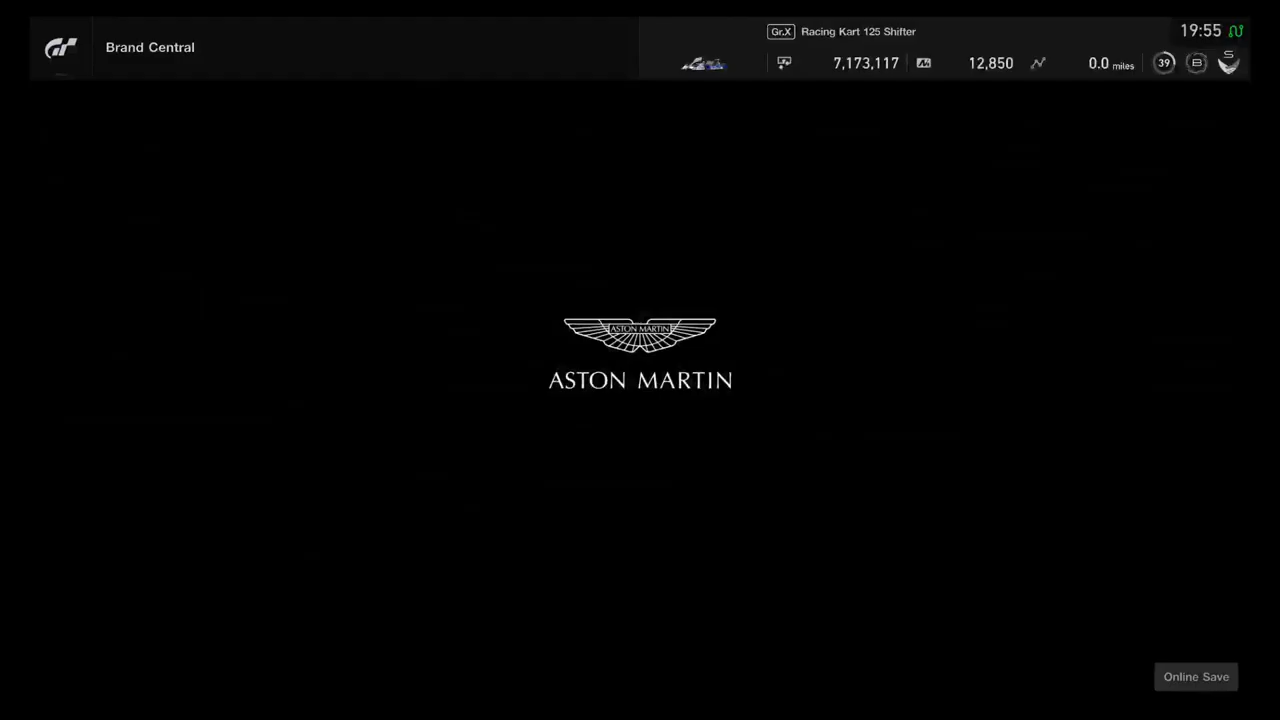 Brand Central
Gr.X Racing Kart 125 Shifter
19:55
7,173,117
12,850
0.0 miles
39
B
S
ASTON MARTIN
ASTON MARTIN
Online Save